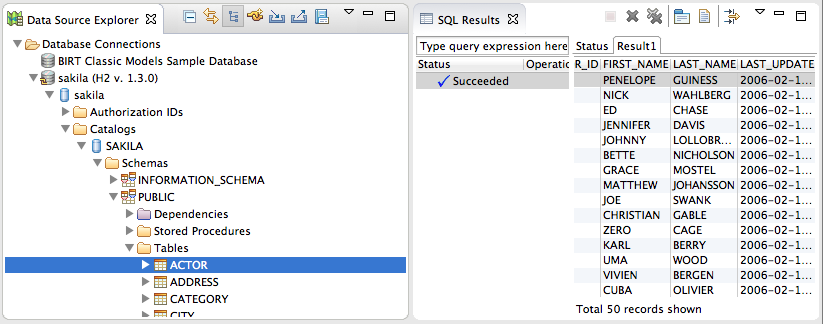 Data Source Explorer
Database Connections
BIRT Classic Models Sample Database
sakila (H2 v. 1.3.0)
sakila
Authorization IDs
Catalogs
SAKILA
Schemas
INFORMATION_SCHEMA
PUBLIC
Dependencies
Stored Procedures
Tables
ACTOR
ADDRESS
CATEGORY
CITY
SQL Results
Type query expression here
Status Operatio
Succeeded
Status Result1
R_ID FIRST_NAME LAST_NAME LAST_UPDATE
PENELOPE GUINESS 2006-02-1...
NICK WAHLBERG 2006-02-1...
ED CHASE 2006-02-1...
JENNIFER DAVIS 2006-02-1...
JOHNNY LOLLOBR... 2006-02-1...
BETTE NICHOLSON 2006-02-1...
GRACE MOSTEL 2006-02-1...
MATTHEW JOHANSSON 2006-02-1...
JOE SWANK 2006-02-1...
CHRISTIAN GABLE 2006-02-1...
ZERO CAGE 2006-02-1...
KARL BERRY 2006-02-1...
UMA WOOD 2006-02-1...
VIVIEN BERGEN 2006-02-1...
CUBA OLIVIER 2006-02-1...
Total 50 records shown